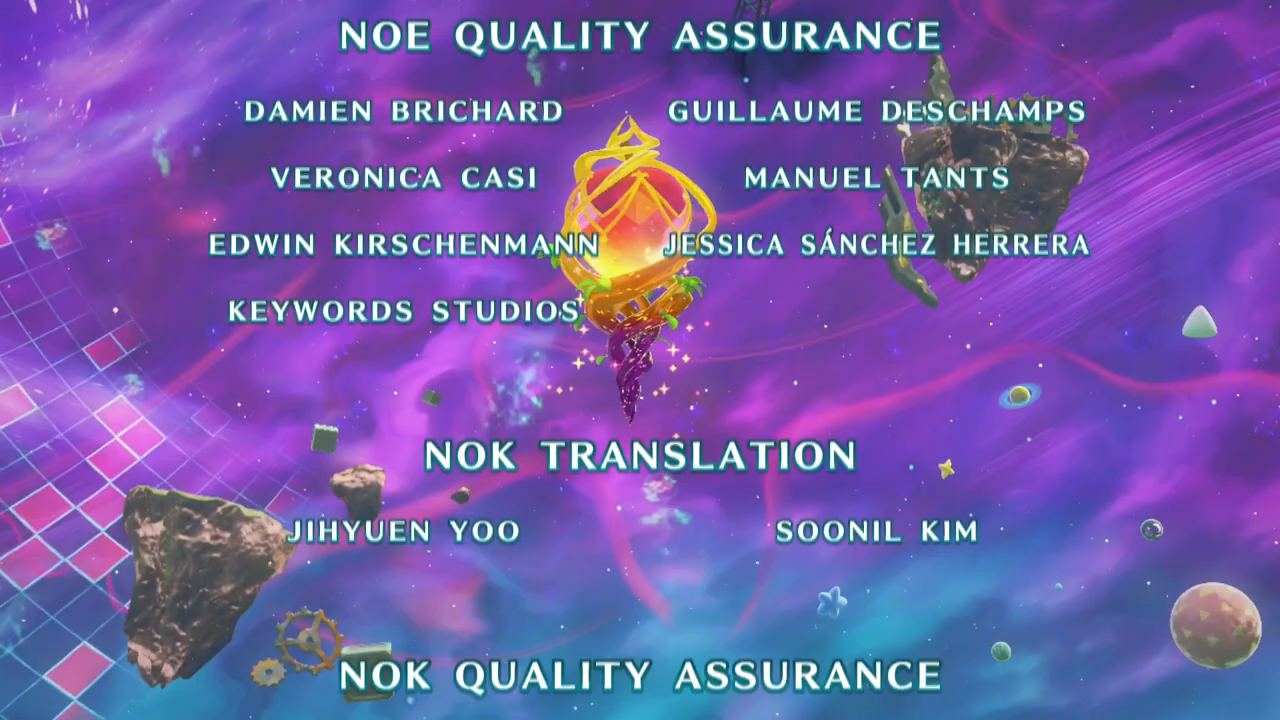 NOE QUALITY ASSURANCE
DAMIEN BRICHARD GUILLAUME DESCHAMPS
VERONICA CASI MANUEL TANTS
EDWIN KIRSCHENMANN JESSICA SÁNCHEZ HERRERA
KEYWORDS STUDIOS
NOK TRANSLATION
JIHYUEN YOO SOONIL KIM
NOK QUALITY ASSURANCE